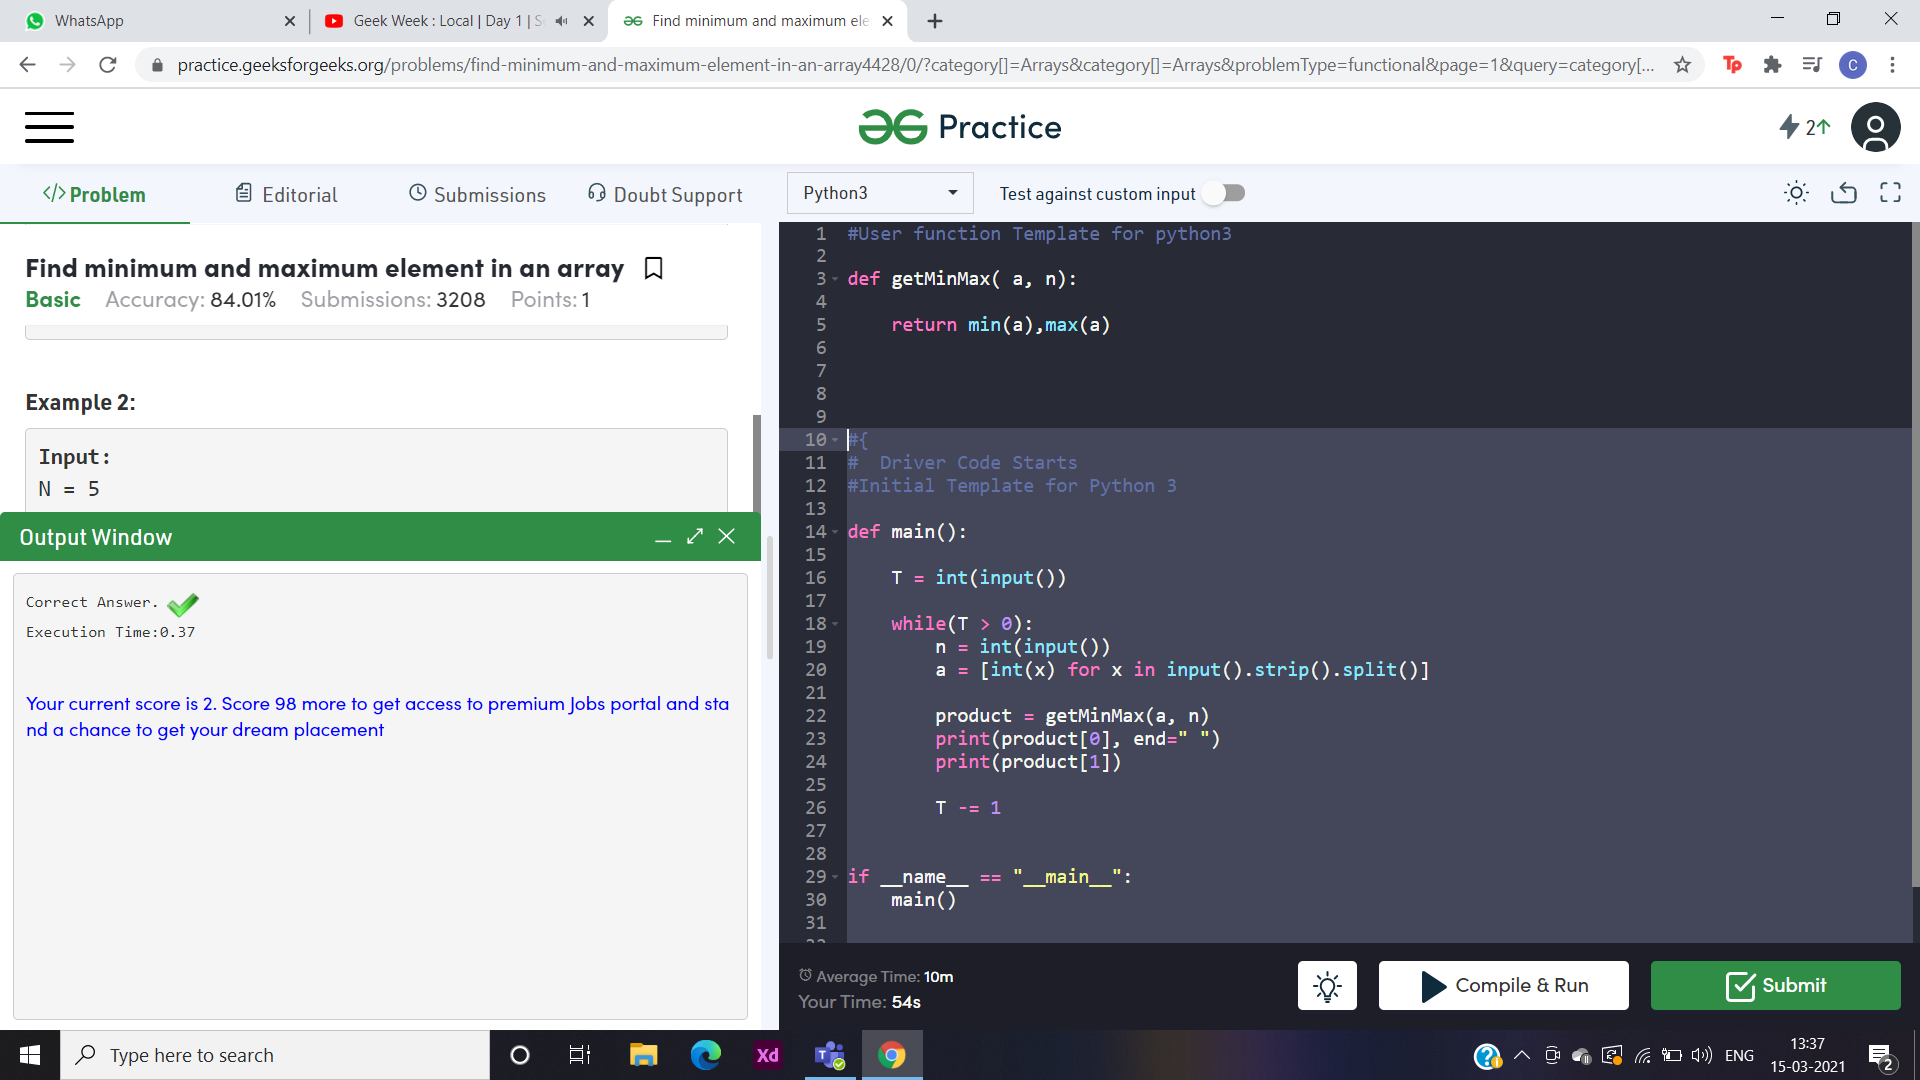 WhatsApp
Geek Week : Local | Day 1 | S
Find minimum and maximum ele
practice.geeksforgeeks.org/problems/find-minimum-and-maximum-element-in-an-array4428/0/?category[]=Arrays&category[]=Arrays&problemType=functional&page=1&query=category[...
Tp
C
Practice
2
</>Problem
Editorial
Submissions
Doubt Support
Python3
Test against custom input
Find minimum and maximum element in an array
Basic Accuracy: 84.01% Submissions: 3208 Points: 1
Example 2:
Input:
N = 5
Output Window
Correct Answer.
Execution Time:0.37
Your current score is 2. Score 98 more to get access to premium Jobs portal and sta
nd a chance to get your dream placement
1 #User function Template for python3
2
3 def getMinMax( a, n):
4
5 return min(a),max(a)
6
7
8
9
10 #{
11 #  Driver Code Starts
12 #Initial Template for Python 3
13
14 def main():
15
16 T = int(input())
17
18 while(T > 0):
19 n = int(input())
20 a = [int(x) for x in input().strip().split()]
21
22 product = getMinMax(a, n)
23 print(product[0], end=" ")
24 print(product[1])
25
26 T -= 1
27
28
29 if __name__ == "__main__":
30 main()
31
Average Time: 10m
Your Time: 54s
Compile & Run
Submit
Type here to search
Xd
T
ENG
13:37
15-03-2021
2